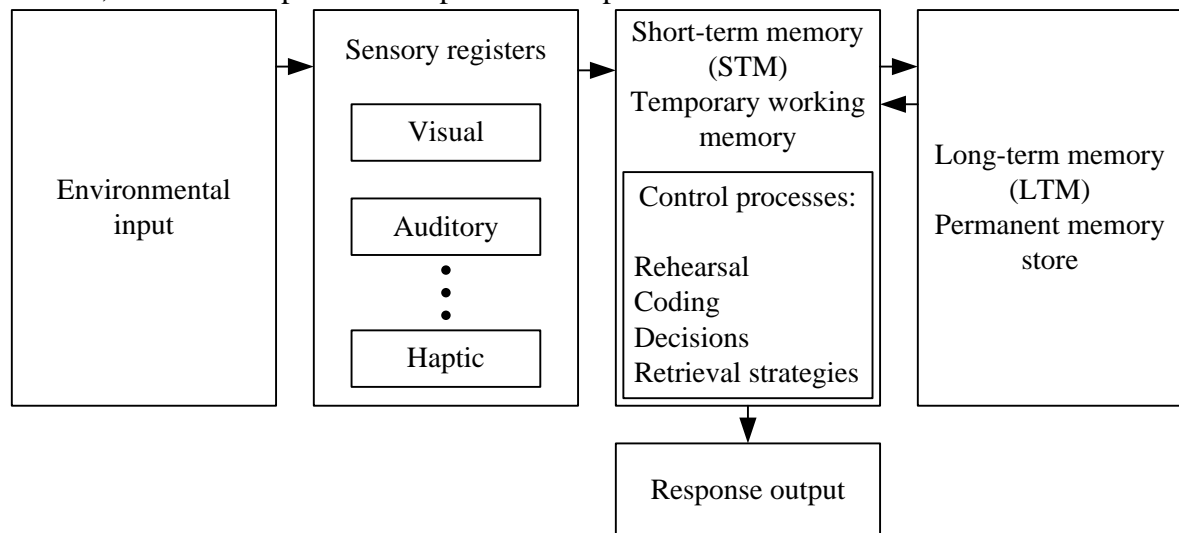 Environmental
input
Sensory registers
Visual
Auditory
Haptic
Short-term memory
(STM)
Temporary working
memory
Control processes:
Rehearsal
Coding
Decisions
Retrieval strategies
Long-term memory
(LTM)
Permanent memory
store
Response output